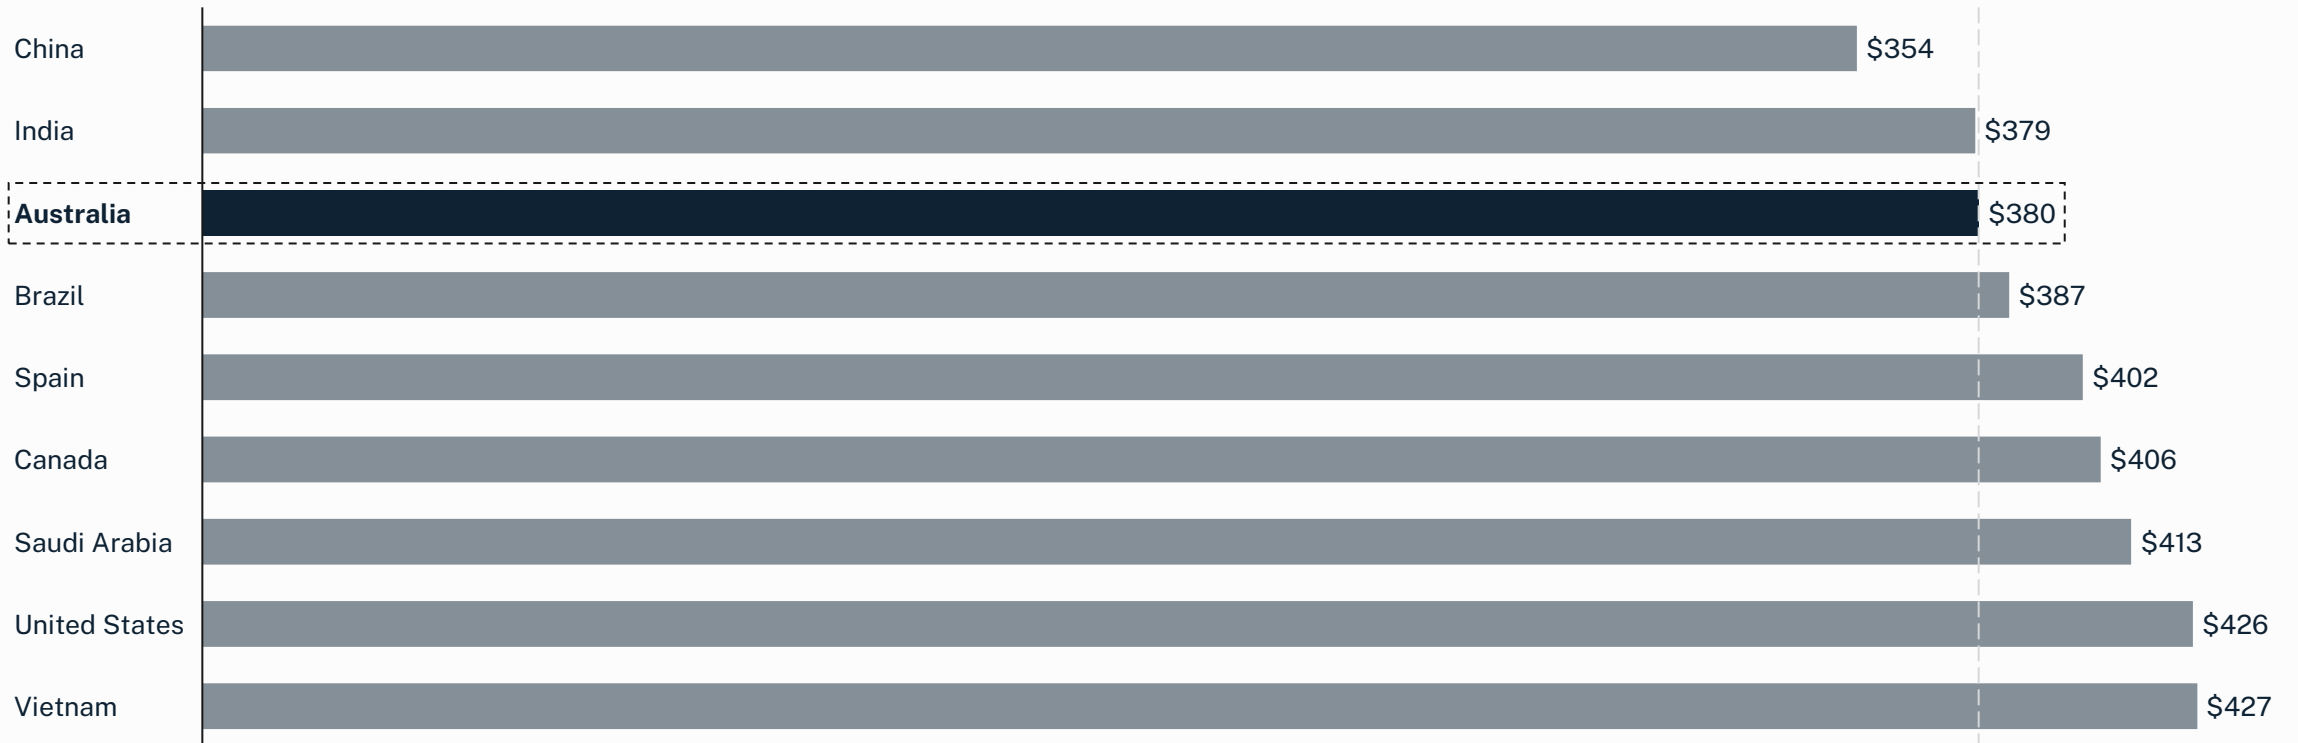 China $354
India $379
Australia $380
Brazil $387
Spain $402
Canada $406
Saudi Arabia $413
United States $426
Vietnam $427